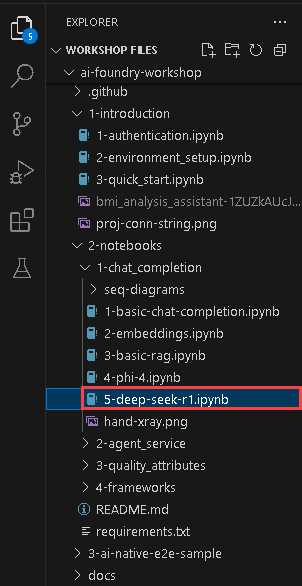 EXPLORER
5
WORKSHOP FILES
ai-foundry-workshop
.github
1-introduction
1-authentication.ipynb
2-environment_setup.ipynb
3-quick_start.ipynb
bmi_analysis_assistant-1ZUZkAUcJ...
proj-conn-string.png
2-notebooks
1-chat_completion
seq-diagrams
1-basic-chat-completion.ipynb
2-embeddings.ipynb
3-basic-rag.ipynb
4-phi-4.ipynb
5-deep-seek-r1.ipynb
hand-xray.png
2-agent_service
3-quality_attributes
4-frameworks
README.md
requirements.txt
3-ai-native-e2e-sample
docs